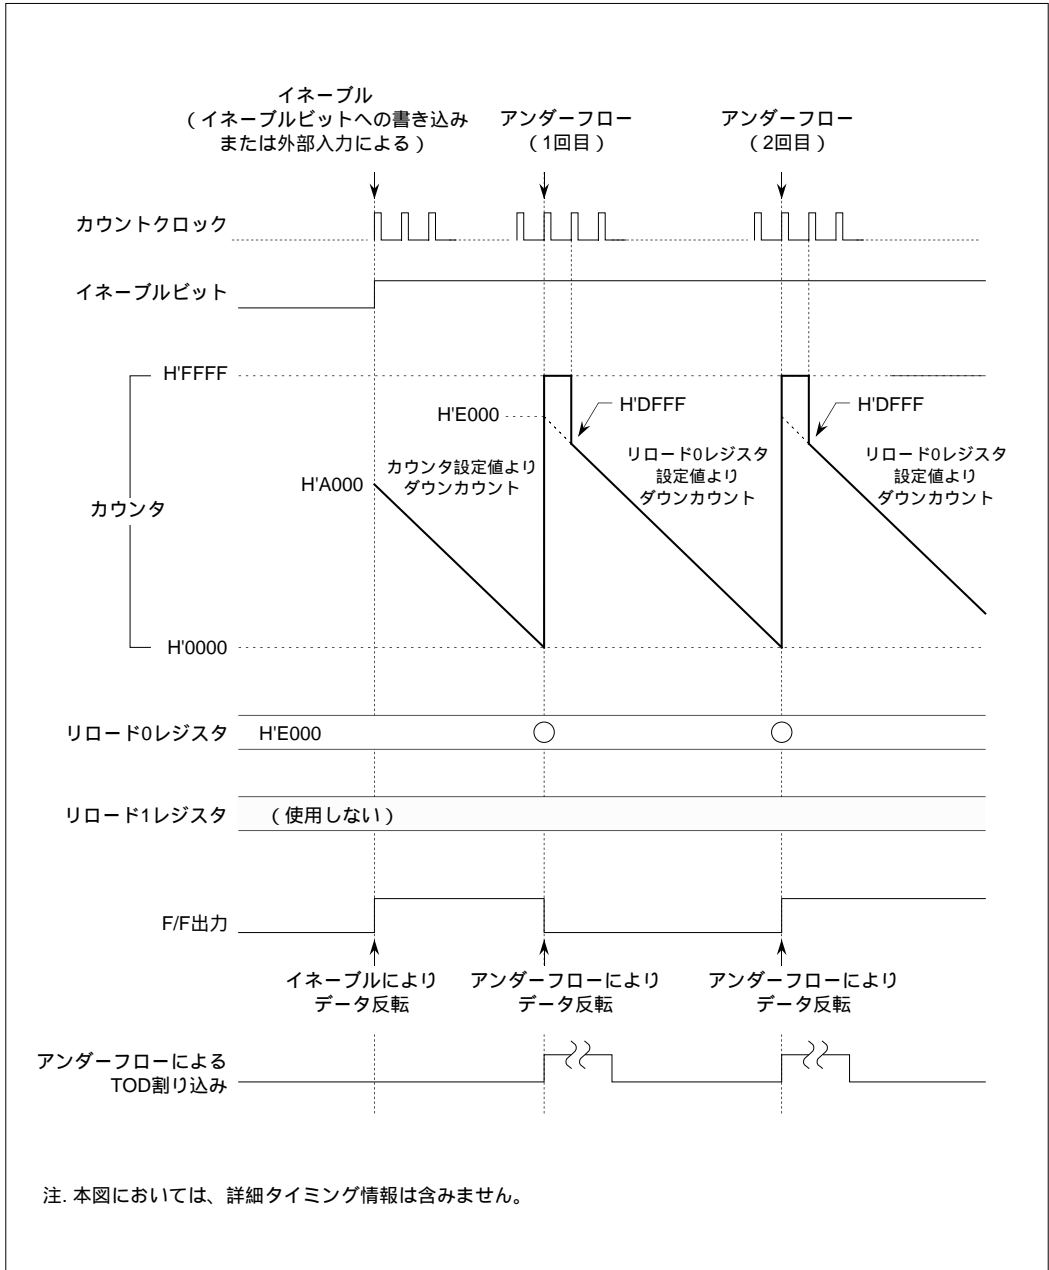 イネーブル
(イネーブルビットへの書き込み
または外部入力による)
アンダーフロー
(1回目)
アンダーフロー
(2回目)
カウントクロック
イネーブルビット
カウンタ
H'FFFF
H'E000
H'DFFF
H'DFFF
H'A000
カウンタ設定値より
ダウンカウント
リロード0レジスタ
設定値より
ダウンカウント
リロード0レジスタ
設定値より
ダウンカウント
H'0000
リロード0レジスタ
H'E000
リロード1レジスタ
(使用しない)
F/F出力
イネーブルにより
データ反転
アンダーフローにより
データ反転
アンダーフローにより
データ反転
アンダーフローによる
TOD割り込み
注. 本図においては、詳細タイミング情報は含みません。